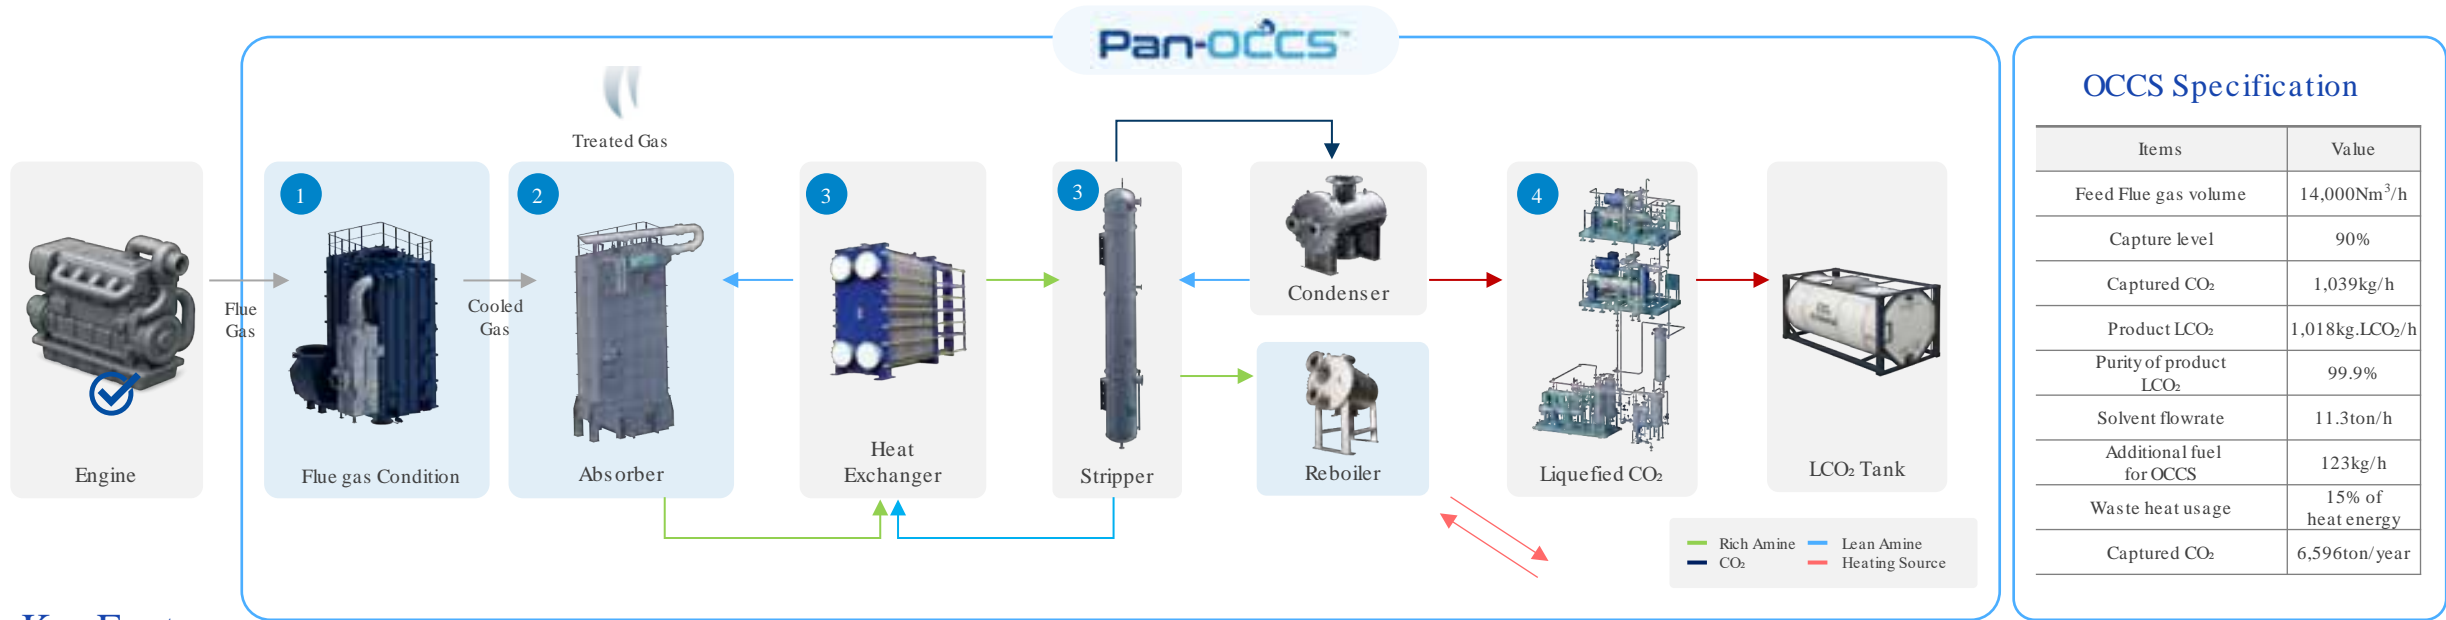 Pan-OCCS™
Treated Gas
1
2
3
3
4
Flue
Gas
Cooled
Gas
Condenser
Engine
Flue gas Condition
Absorber
Heat
Exchanger
Stripper
Reboiler
Liquefied CO₂
LCO₂ Tank
Rich Amine
Lean Amine
CO₂
Heating Source
OCCS Specification
Items Value
Feed Flue gas volume 14,000Nm³/h
Capture level 90%
Captured CO₂ 1,039kg/h
Product LCO₂ 1,018kg.LCO₂/h
Purity of product
LCO₂ 99.9%
Solvent flowrate 11.3ton/h
Additional fuel
for OCCS 123kg/h
Waste heat usage 15% of
heat energy
Captured CO₂ 6,596ton/year